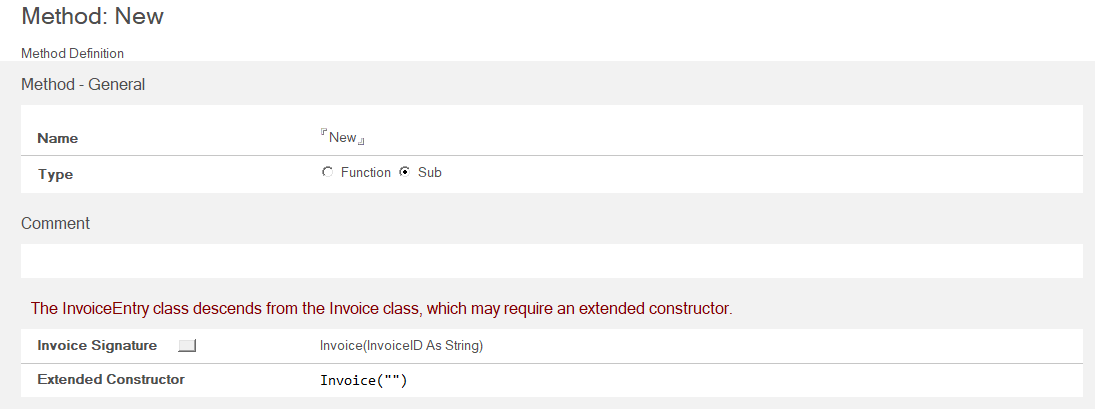 Method: New
Method Definition
Method - General
Name New
Type Function Sub
Comment
The InvoiceEntry class descends from the Invoice class, which may require an extended constructor.
Invoice Signature Invoice(InvoiceID As String)
Extended Constructor Invoice("")